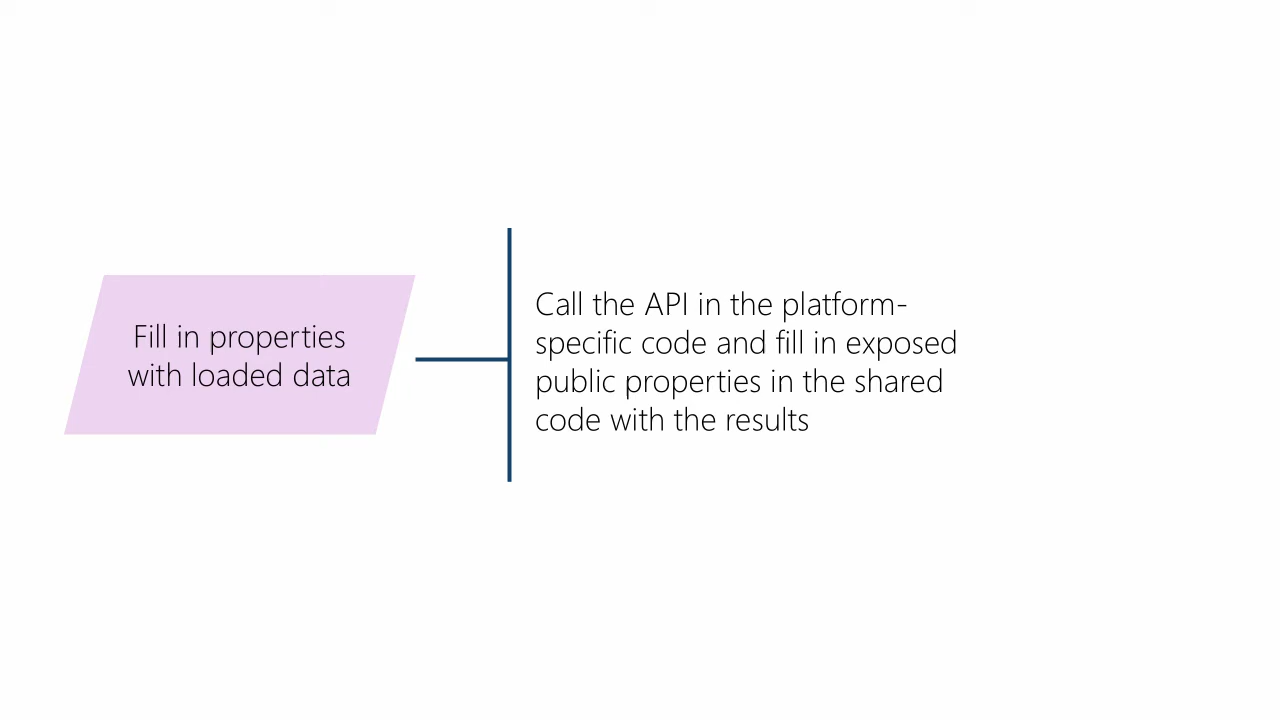 Fill in properties
with loaded data
Call the API in the platform-
specific code and fill in exposed
public properties in the shared
code with the results